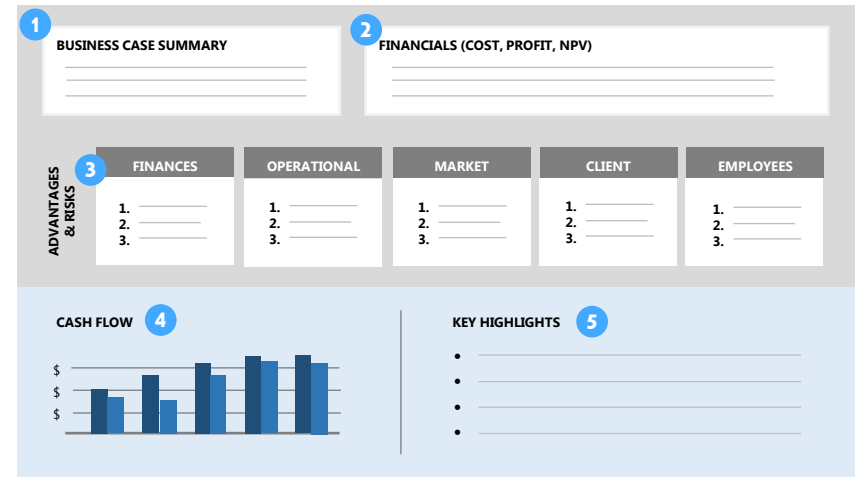 1
BUSINESS CASE SUMMARY
2
FINANCIALS (COST, PROFIT, NPV)
ADVANTAGES
& RISKS
3
FINANCES
1.
2.
3.
OPERATIONAL
1.
2.
3.
MARKET
1.
2.
3.
CLIENT
1.
2.
3.
EMPLOYEES
1.
2.
3.
CASH FLOW
4
$
$
$
KEY HIGHLIGHTS
5
•
•
•
•